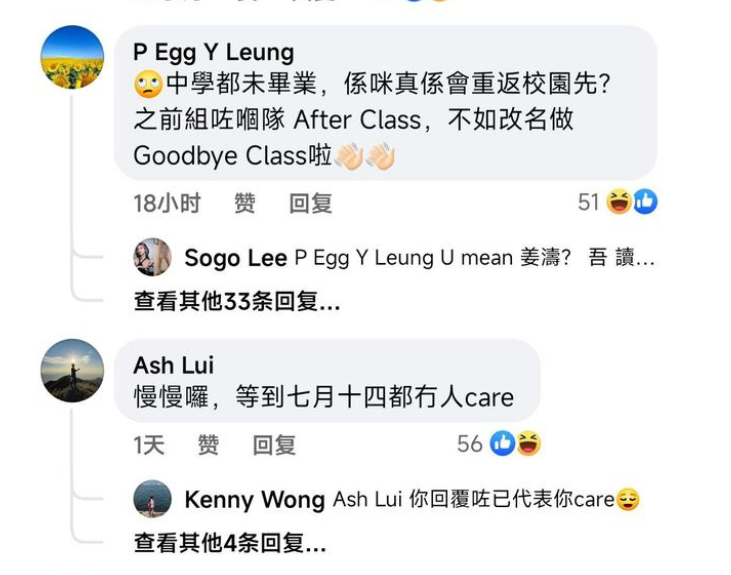 P Egg Y Leung
🙄中學都未畢業，係咪真係會重返校園先?
之前組咗嗰隊 After Class，不如改名做
Goodbye Class啦👋🏻👋🏻
18小时 赞 回复 51
Sogo Lee P Egg Y Leung U mean 姜濤? 吾 讀...
查看其他33条回复...
Ash Lui
慢慢囉，等到七月十四都冇人care
1天 赞 回复 56
Kenny Wong Ash Lui 你回覆咗已代表你care😌
查看其他4条回复...